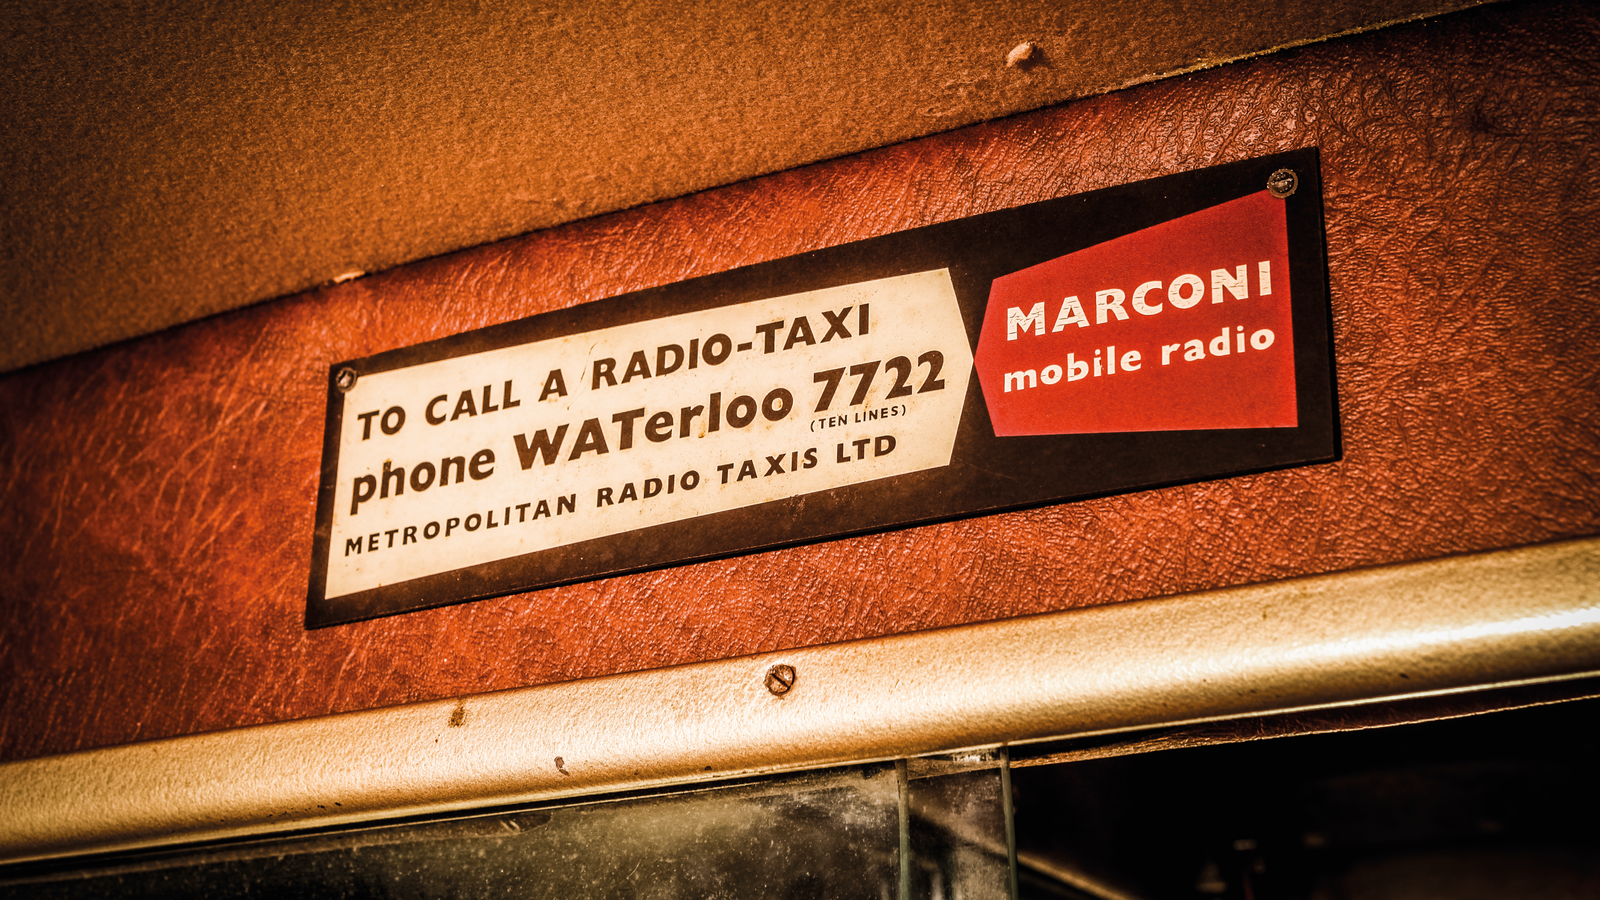 TO CALL A RADIO-TAXI
phone WATerloo 7722
(TEN LINES)
METROPOLITAN RADIO TAXIS LTD
MARCONI
mobile radio